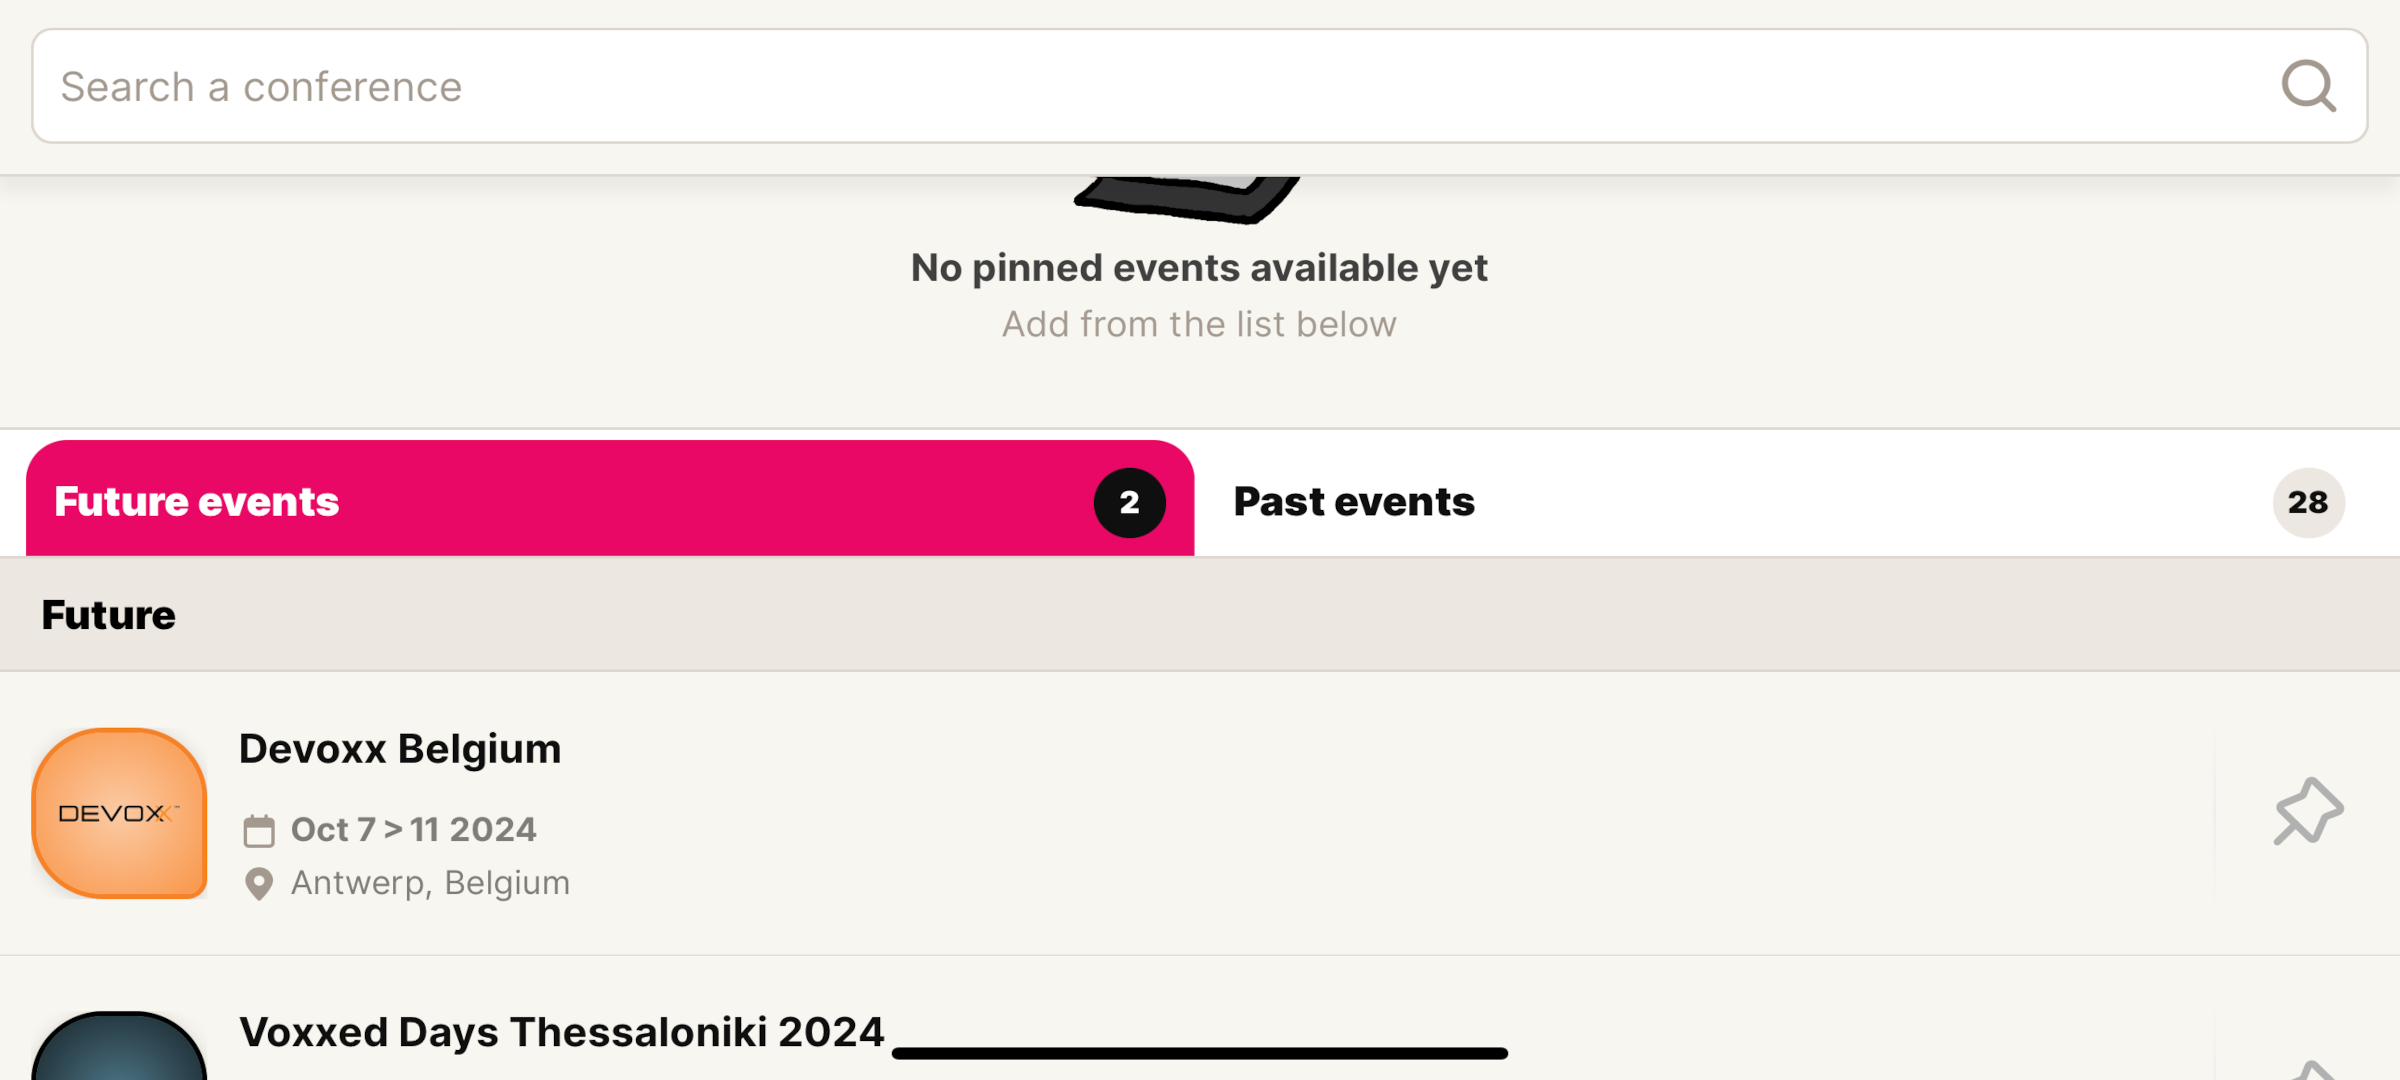 Search a conference
No pinned events available yet
Add from the list below
Future events
2
Past events
28
Future
DEVOXX™
Devoxx Belgium
Oct 7 > 11 2024
Antwerp, Belgium
Voxxed Days Thessaloniki 2024